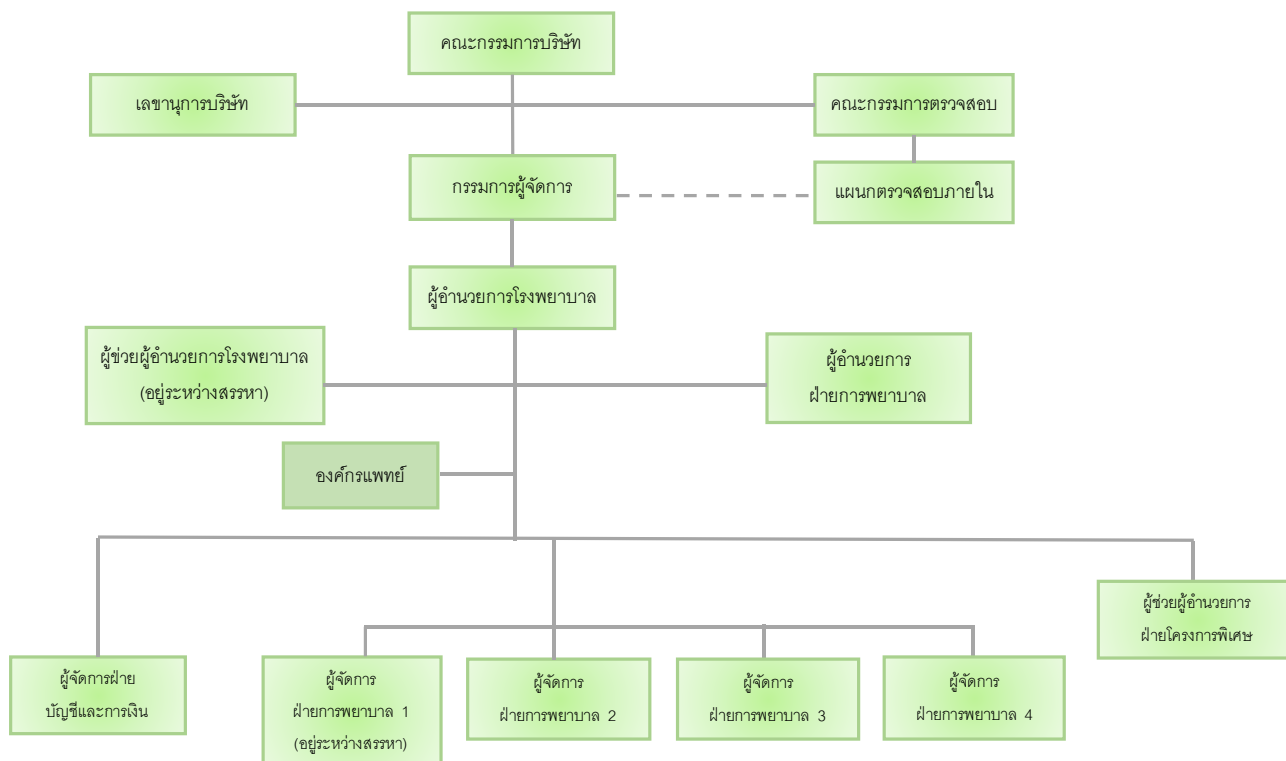 คณะกรรมการบริษัท
เลขานุการบริษัท
คณะกรรมการตรวจสอบ
กรรมการผู้จัดการ
แผนกตรวจสอบภายใน
ผู้อำนวยการโรงพยาบาล
ผู้ช่วยผู้อำนวยการโรงพยาบาล
(อยู่ระหว่างสรรหา)
ผู้อำนวยการ
ฝ่ายการพยาบาล
องค์กรแพทย์
ผู้ช่วยผู้อำนวยการ
ฝ่ายโครงการพิเศษ
ผู้จัดการฝ่าย
บัญชีและการเงิน
ผู้จัดการ
ฝ่ายการพยาบาล 1
(อยู่ระหว่างสรรหา)
ผู้จัดการ
ฝ่ายการพยาบาล 2
ผู้จัดการ
ฝ่ายการพยาบาล 3
ผู้จัดการ
ฝ่ายการพยาบาล 4